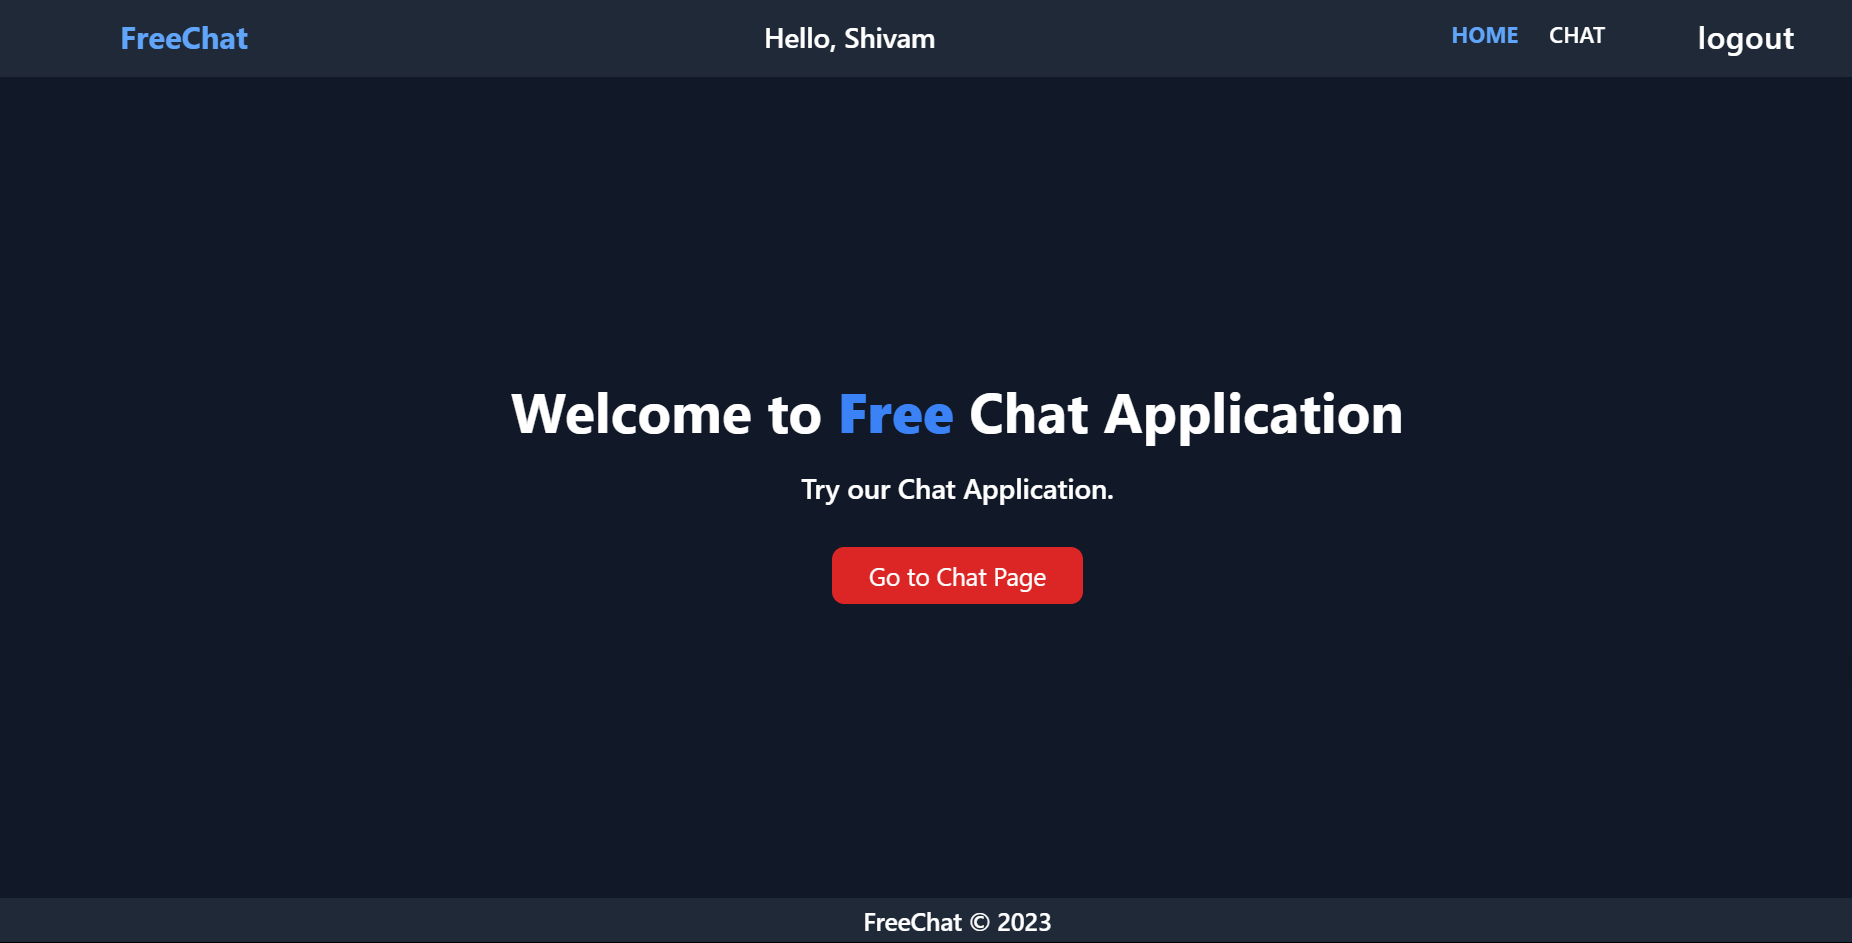 FreeChat
Hello, Shivam
HOME
CHAT
logout
Welcome to Free Chat Application
Try our Chat Application.
Go to Chat Page
FreeChat © 2023